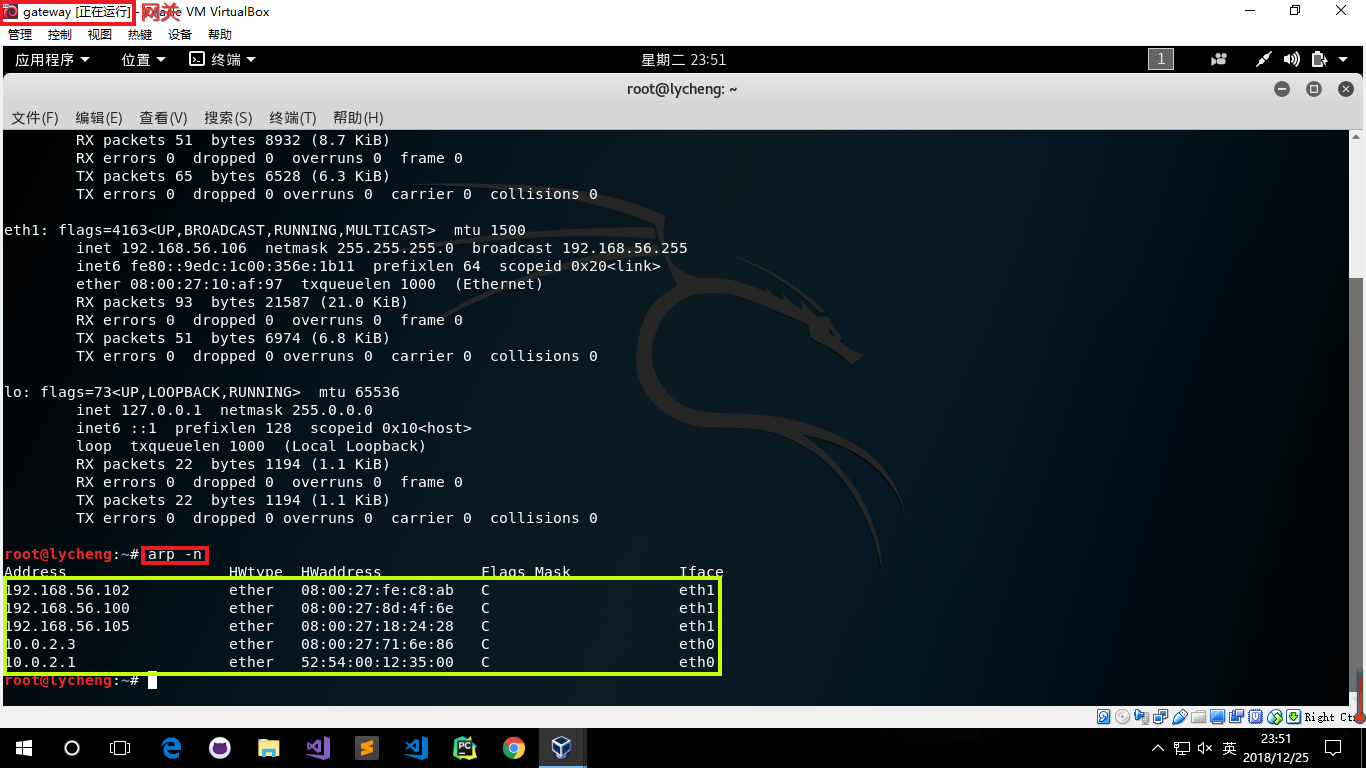 gateway [正在运行] - Oracle VM VirtualBox
网关
管理 控制 视图 热键 设备 帮助
应用程序 位置 终端 星期二 23:51 1
root@lycheng: ~
文件(F) 编辑(E) 查看(V) 搜索(S) 终端(T) 帮助(H)
RX packets 51 bytes 8932 (8.7 KiB)
RX errors 0 dropped 0 overruns 0 frame 0
TX packets 65 bytes 6528 (6.3 KiB)
TX errors 0 dropped 0 overruns 0 carrier 0 collisions 0
eth1: flags=4163<UP,BROADCAST,RUNNING,MULTICAST> mtu 1500
inet 192.168.56.106 netmask 255.255.255.0 broadcast 192.168.56.255
inet6 fe80::9edc:1c00:356e:1b11 prefixlen 64 scopeid 0x20<link>
ether 08:00:27:10:af:97 txqueuelen 1000 (Ethernet)
RX packets 93 bytes 21587 (21.0 KiB)
RX errors 0 dropped 0 overruns 0 frame 0
TX packets 51 bytes 6974 (6.8 KiB)
TX errors 0 dropped 0 overruns 0 carrier 0 collisions 0
lo: flags=73<UP,LOOPBACK,RUNNING> mtu 65536
inet 127.0.0.1 netmask 255.0.0.0
inet6 ::1 prefixlen 128 scopeid 0x10<host>
loop txqueuelen 1000 (Local Loopback)
RX packets 22 bytes 1194 (1.1 KiB)
RX errors 0 dropped 0 overruns 0 frame 0
TX packets 22 bytes 1194 (1.1 KiB)
TX errors 0 dropped 0 overruns 0 carrier 0 collisions 0
root@lycheng:~# arp -n
Address HWtype HWaddress Flags Mask Iface
192.168.56.102 ether 08:00:27:fe:c8:ab C eth1
192.168.56.100 ether 08:00:27:8d:4f:6e C eth1
192.168.56.105 ether 08:00:27:18:24:28 C eth1
10.0.2.3 ether 08:00:27:71:6e:86 C eth0
10.0.2.1 ether 52:54:00:12:35:00 C eth0
root@lycheng:~#
Right Ctr
英 23:51
2018/12/25